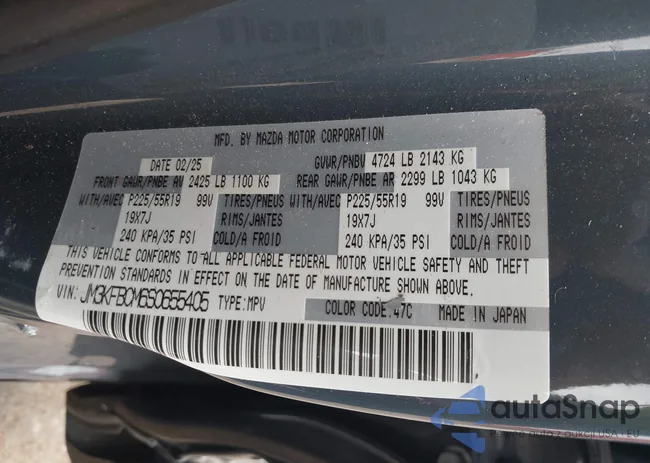 MFD. BY MAZDA MOTOR CORPORATION
DATE 02/25 GVWR/PNBV 4724 LB 2143 KG
FRONT GAWR/PNBE AV 2425 LB 1100 KG REAR GAWR/PNBE AR 2299 LB 1043 KG
WITH/AVEC P225/55R19 99V TIRES/PNEUS WITH/AVEC P225/55R19 99V TIRES/PNEUS
19X7J RIMS/JANTES 19X7J RIMS/JANTES
240 KPA/35 PSI COLD/A FROID 240 KPA/35 PSI COLD/A FROID
THIS VEHICLE CONFORMS TO ALL APPLICABLE FEDERAL MOTOR VEHICLE SAFETY AND THEFT
PREVENTION STANDARDS IN EFFECT ON THE DATE OF MANUFACTURE SHOWN ABOVE.
VIN: JM3KFBCM6S0655405 TYPE: MPV COLOR CODE.47C MADE IN JAPAN
autaSnap
auta z aukcji USA i EU